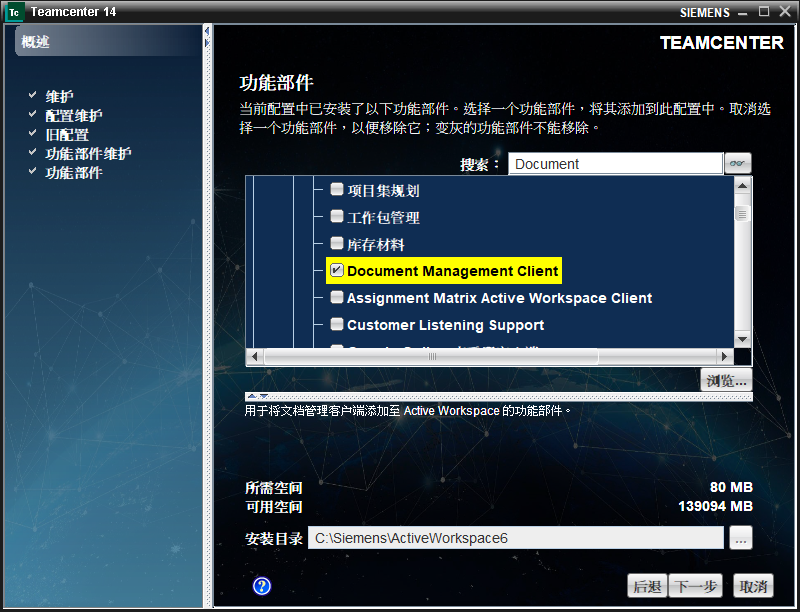 Tc Teamcenter 14
SIEMENS
概述
维护
配置维护
旧配置
功能部件维护
功能部件
TEAMCENTER
功能部件
当前配置中已安装了以下功能部件。选择一个功能部件，将其添加到此配置中。取消选
择一个功能部件，以便移除它；变灰的功能部件不能移除。
搜索： Document
项目集规划
工作包管理
库存材料
Document Management Client
Assignment Matrix Active Workspace Client
Customer Listening Support
浏览...
用于将文档管理客户端添加至 Active Workspace 的功能部件。
所需空间 80 MB
可用空间 139094 MB
安装目录 C:\Siemens\ActiveWorkspace6 ...
? 后退 下一步 取消